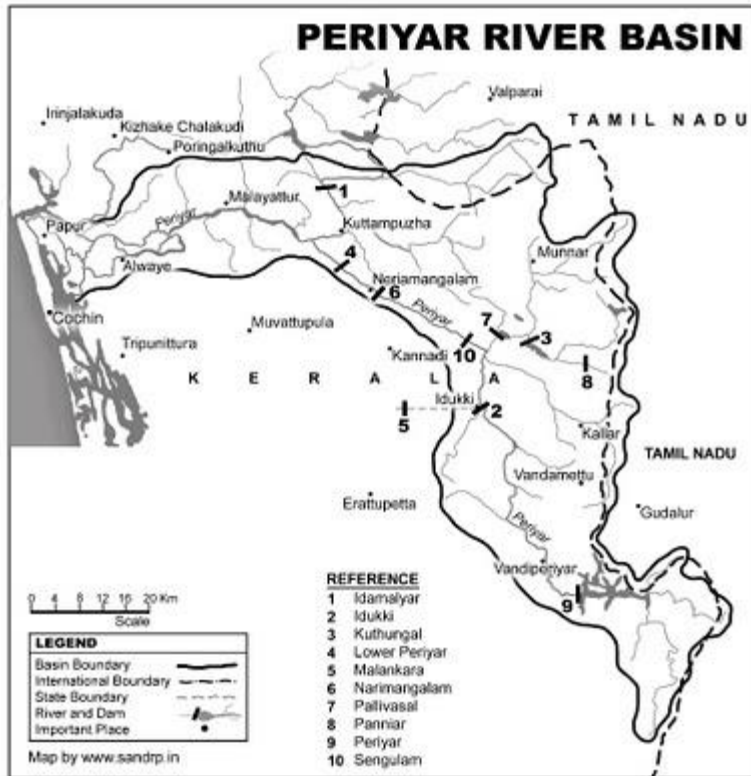 PERIYAR RIVER BASIN
Valparai
Irinjalakuda
TAMIL NADU
Kizhake Chalakudi
Poringalkuthu
1
Malayattur
Periyar
Papur
Kuttampuzha
Munnar
Alwaye
4
Neriamangalam
6
Cochin
Periyar
Muvattupula
7
3
Tripunittura
Kannadi
10
8
KERALA
Idukki
2
5
Kallar
TAMIL NADU
Vandamettu
Erattupetta
Gudalur
Periyar
Vandiperiyar
9
0 4 8 12 16 20 Km
Scale
LEGEND
Basin Boundary
International Boundary
State Boundary
River and Dam
Important Place
Map by www.sandrp.in
REFERENCE
1 Idamalyar
2 Idukki
3 Kuthungal
4 Lower Periyar
5 Malankara
6 Narimangalam
7 Pallivasal
8 Panniar
9 Periyar
10 Sengulam